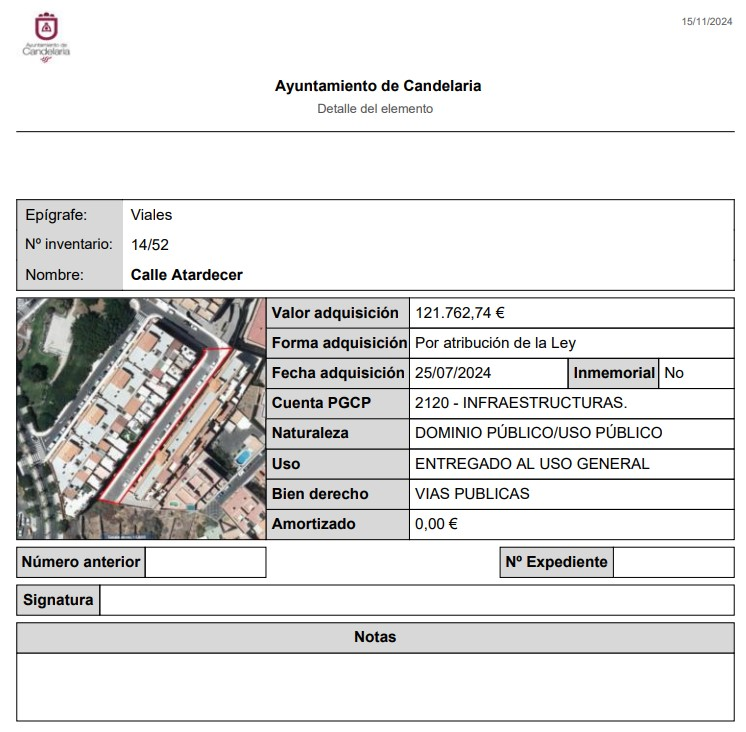 15/11/2024
Ayuntamiento de
Candelaria
Ayuntamiento de Candelaria
Detalle del elemento
Epígrafe: Viales
Nº inventario: 14/52
Nombre: Calle Atardecer
Valor adquisición 121.762,74 €
Forma adquisición Por atribución de la Ley
Fecha adquisición 25/07/2024 Inmemorial No
Cuenta PGCP 2120 - INFRAESTRUCTURAS.
Naturaleza DOMINIO PÚBLICO/USO PÚBLICO
Uso ENTREGADO AL USO GENERAL
Bien derecho VIAS PUBLICAS
Amortizado 0,00 €
Número anterior Nº Expediente
Signatura
Notas